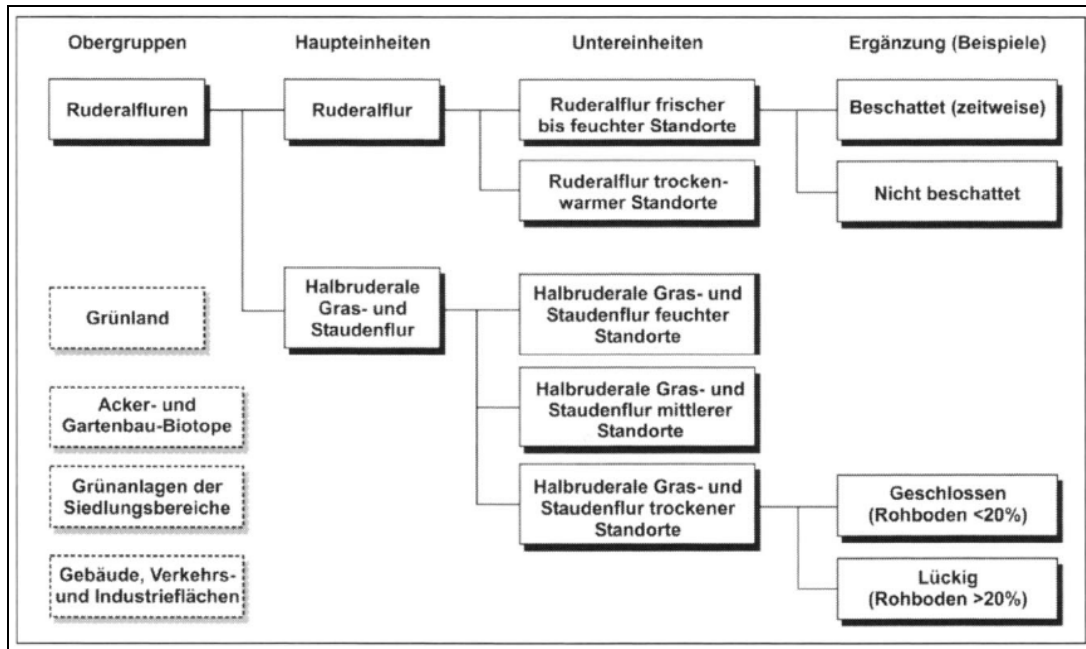 Obergruppen
Haupteinheiten
Untereinheiten
Ergänzung (Beispiele)
Ruderalfluren
Ruderalflur
Ruderalflur frischer
bis feuchter Standorte
Beschattet (zeitweise)
Ruderalflur trocken-
warmer Standorte
Nicht beschattet
Grünland
Halbruderale
Gras- und
Staudenflur
Halbruderale Gras- und
Staudenflur feuchter
Standorte
Acker- und
Gartenbau-Biotope
Halbruderale Gras- und
Staudenflur mittlerer
Standorte
Grünanlagen der
Siedlungsbereiche
Halbruderale Gras- und
Staudenflur trockener
Standorte
Geschlossen
(Rohboden <20%)
Gebäude, Verkehrs-
und Industrieflächen
Lückig
(Rohboden >20%)